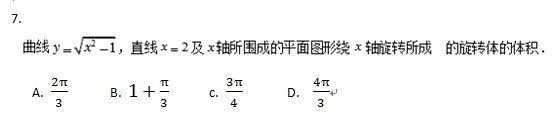 7.
曲线 y=√(x²−1)，直线 x=2 及 x 轴所围成的平面图形绕 x 轴旋转所成 的旋转体的体积．
A. 2π/3 B. 1+π/3 C. 3π/4 D. 4π/3↵